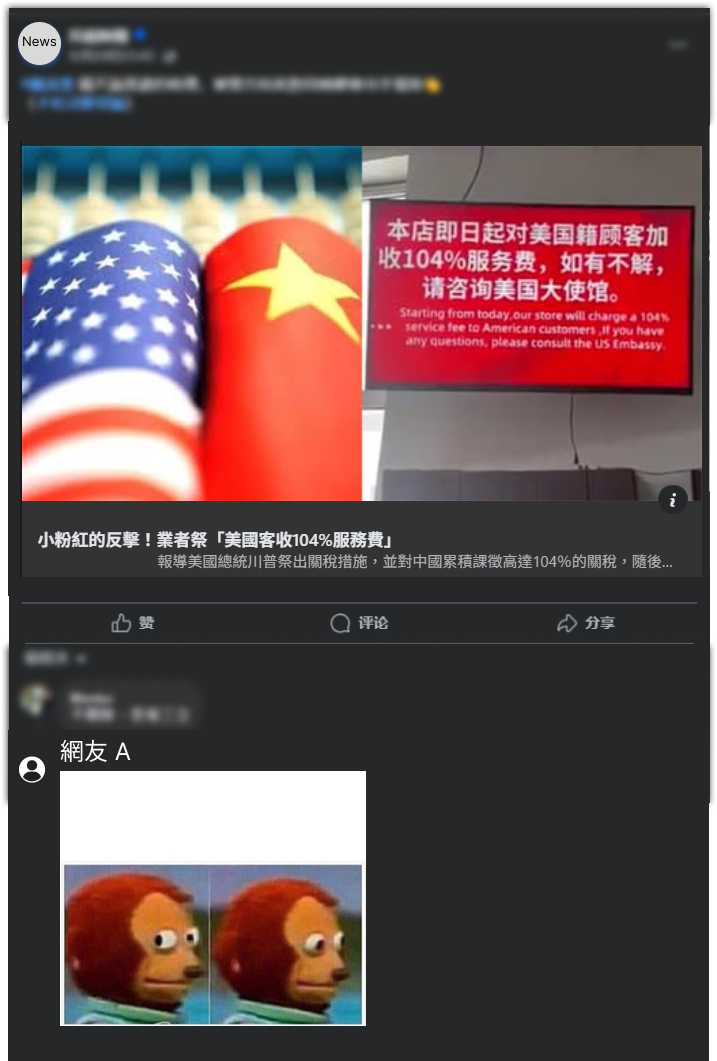 News
本店即日起对美国籍顾客加
收104%服务费，如有不解，
请咨询美国大使馆。
Starting from today,our store will charge a 104%
service fee to American customers ,If you have
any questions, please consult the US Embassy.
小粉紅的反擊！業者祭「美國客收104%服務費」
報導美國總統川普祭出關稅措施，並對中國累積課徵高達104%的關稅，隨後...
赞
评论
分享
網友 A